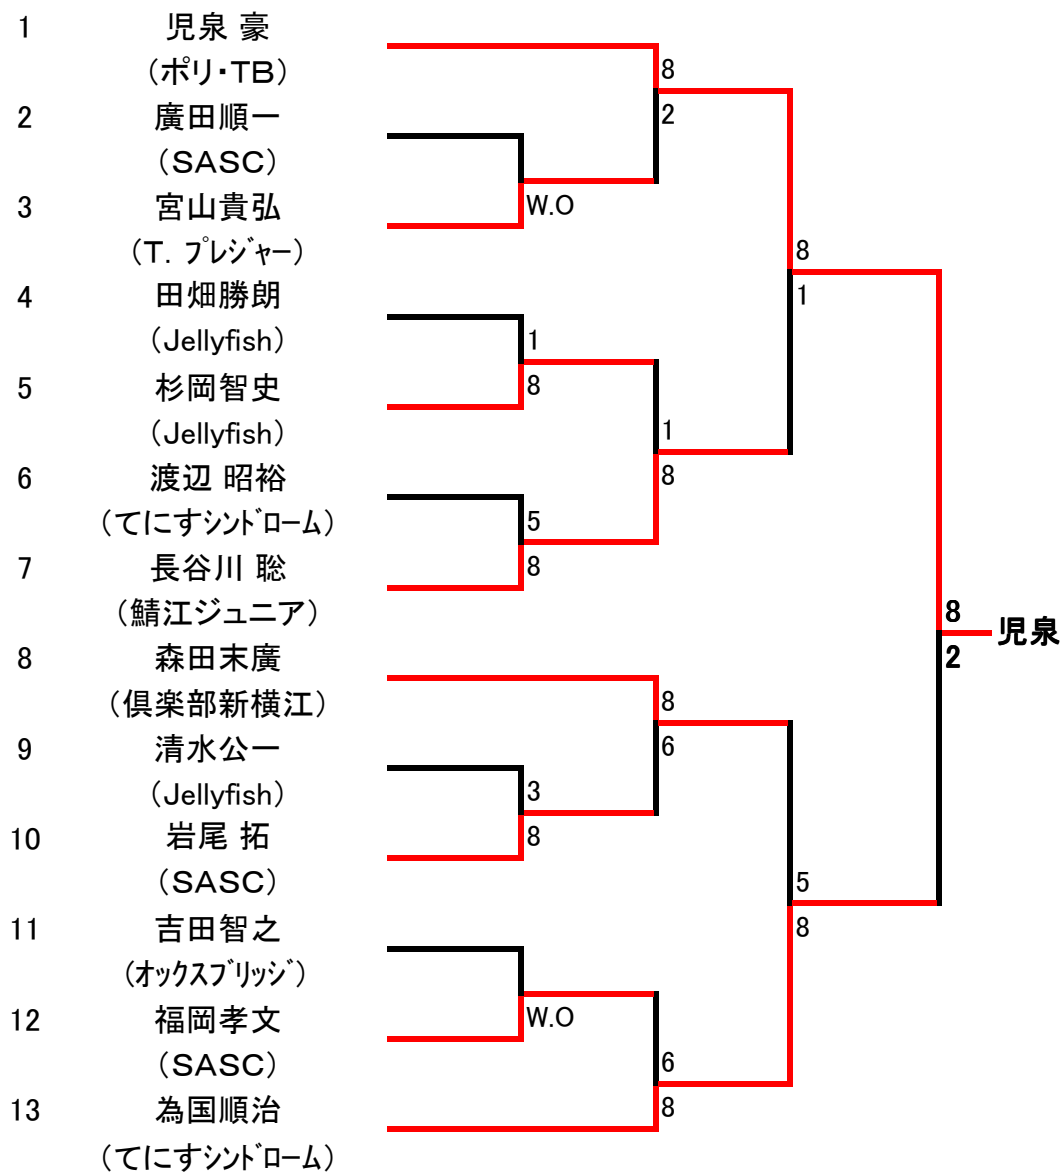 1 児泉 豪
(ポリ・TB)
8
2 廣田順一
2
(SASC)
3 宮山貴弘
W.O
(T. プレジャー)
8
4 田畑勝朗
1
(Jellyfish)
1
5 杉岡智史
8
(Jellyfish)
1
6 渡辺 昭裕
8
(てにすシンドローム)
5
7 長谷川 聡
8
(鯖江ジュニア)
8
児泉
2
8 森田末廣
(倶楽部新横江)
8
9 清水公一
6
(Jellyfish)
3
10 岩尾 拓
8
(SASC)
5
11 吉田智之
8
(オックスブリッジ)
12 福岡孝文
W.O
(SASC)
6
13 為国順治
8
(てにすシンドローム)